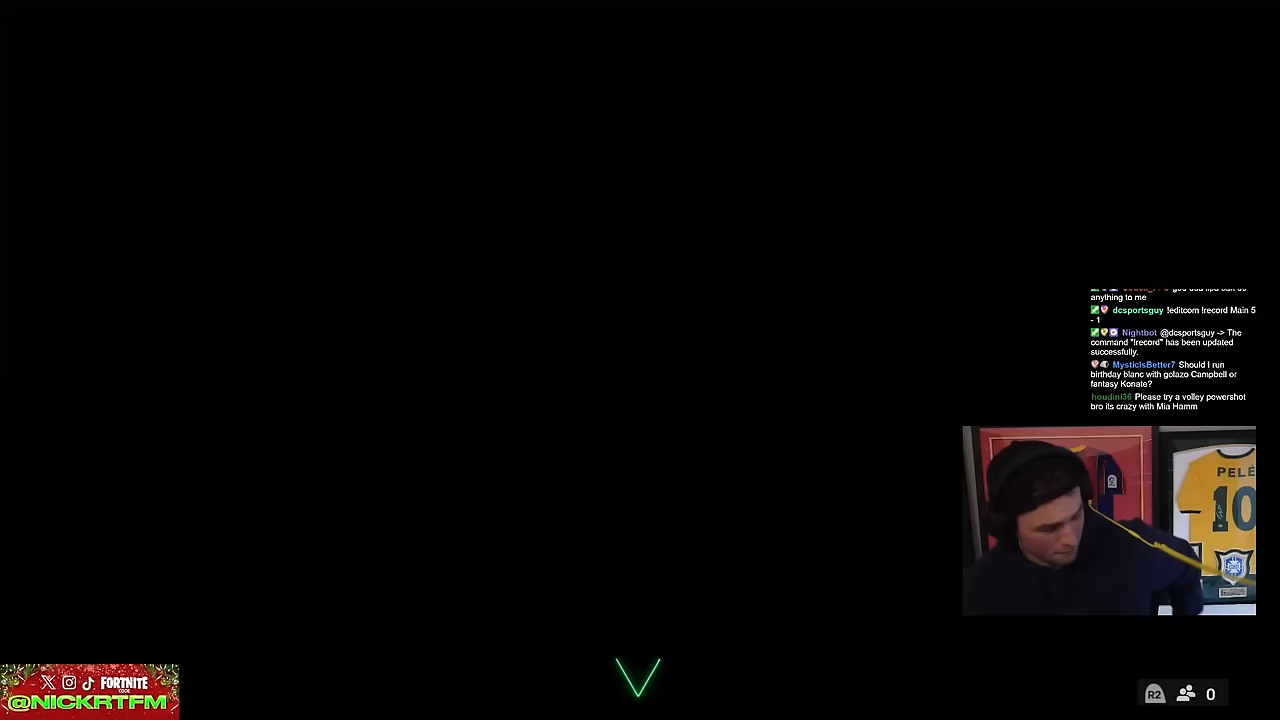 anything to me
dcsportsguy !editcom !record Main 5
- 1
Nightbot @dcsportsguy -> The
command "!record" has been updated
successfully.
MysticIsBetter7 Should I run
birthday blanc with golazo Campbell or
fantasy Konate?
houdini36 Please try a volley powershot
bro its crazy with Mia Hamm
PELÉ
10
FORTNITE
CODE
@NICKRTFM
R2 0